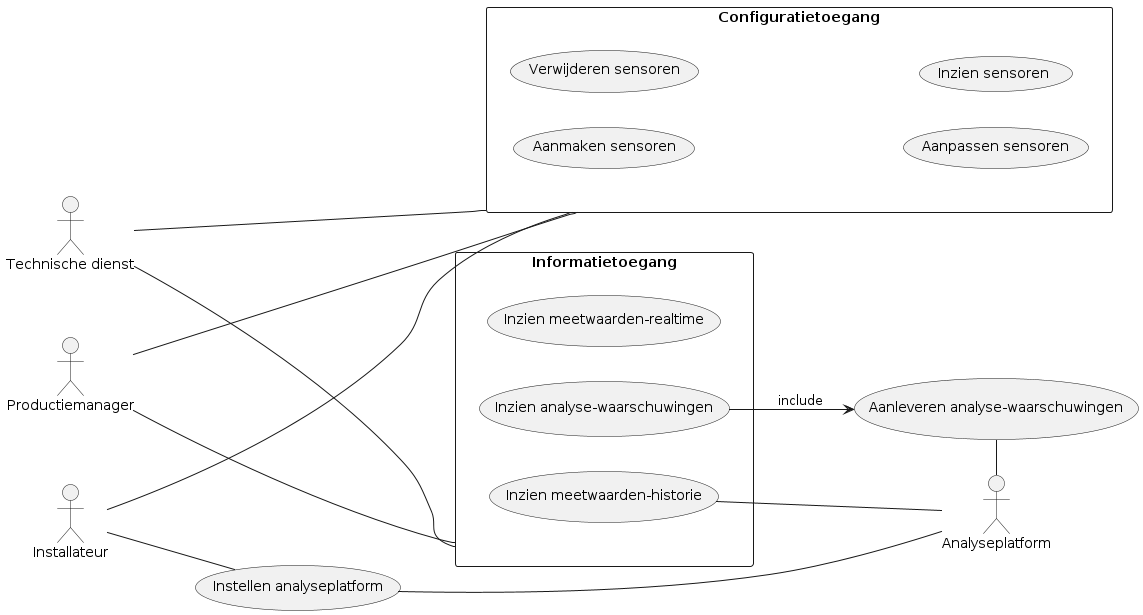 Configuratietoegang
Verwijderen sensoren
Inzien sensoren
Aanmaken sensoren
Aanpassen sensoren
Technische dienst
Informatietoegang
Inzien meetwaarden-realtime
Productiemanager
Inzien analyse-waarschuwingen
include
Aanleveren analyse-waarschuwingen
Inzien meetwaarden-historie
Installateur
Analyseplatform
Instellen analyseplatform